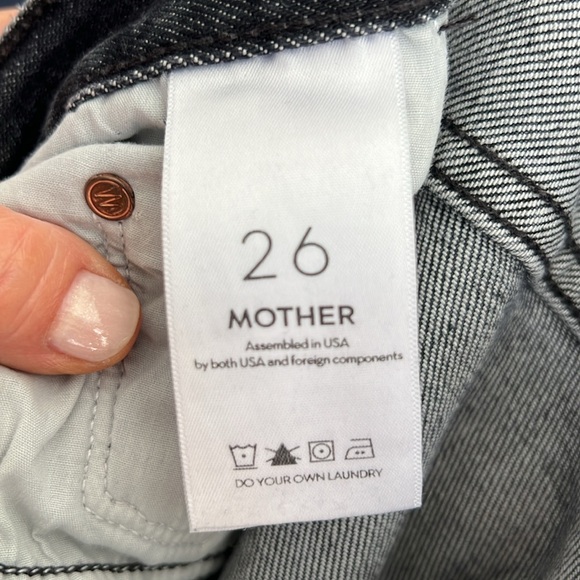 26
MOTHER
Assembled in USA
by both USA and foreign components
DO YOUR OWN LAUNDRY